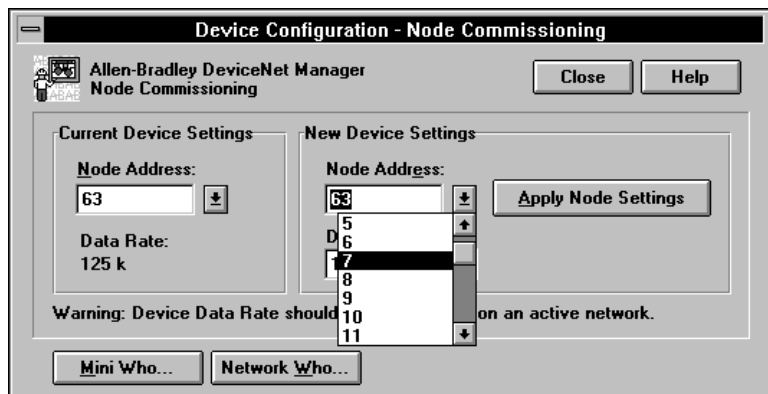 Device Configuration - Node Commissioning
Allen-Bradley DeviceNet Manager
Node Commissioning
Close
Help
Current Device Settings
Node Address:
63
Data Rate:
125 k
New Device Settings
Node Address:
63
5
6
7
8
9
10
11
D
1
Apply Node Settings
Warning: Device Data Rate should on an active network.
Mini Who...
Network Who...